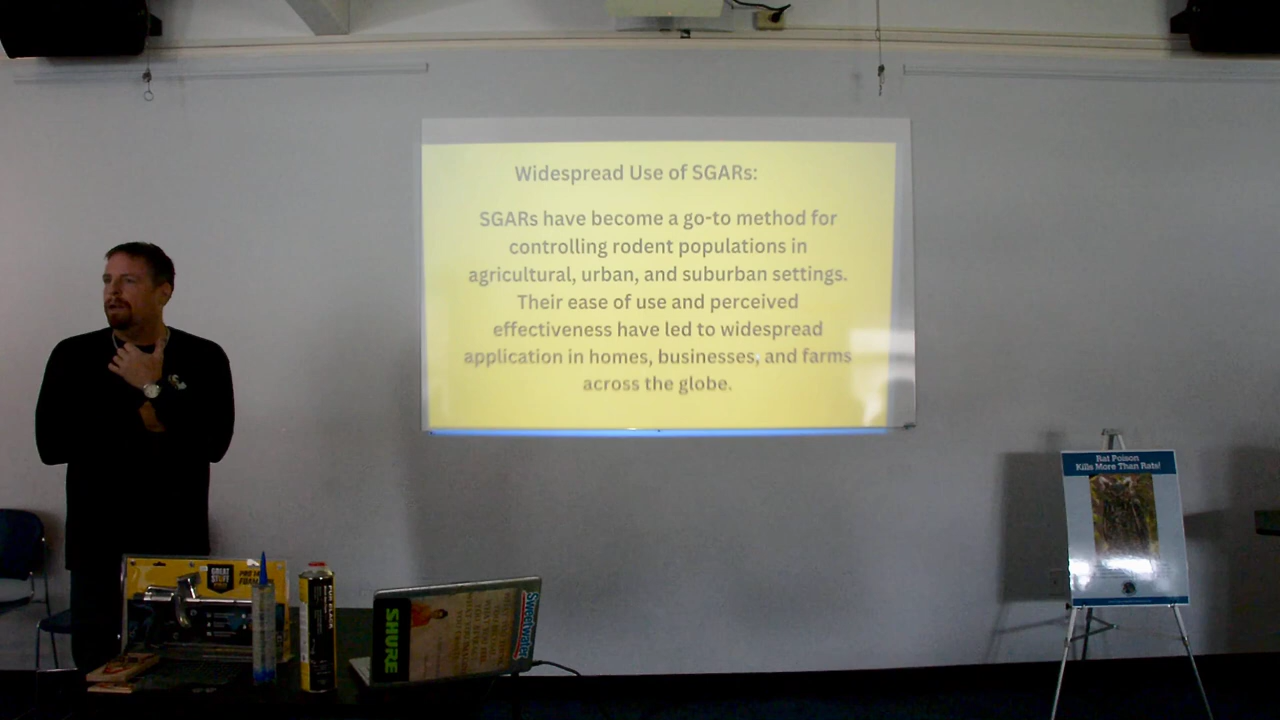 Widespread Use of SGARs:
SGARs have become a go-to method for
controlling rodent populations in
agricultural, urban, and suburban settings.
Their ease of use and perceived
effectiveness have led to widespread
application in homes, businesses, and farms
across the globe.
Rat Poison
Kills More Than Rats!
GREAT
STUFF
PRO
SHURE
Sweetwater